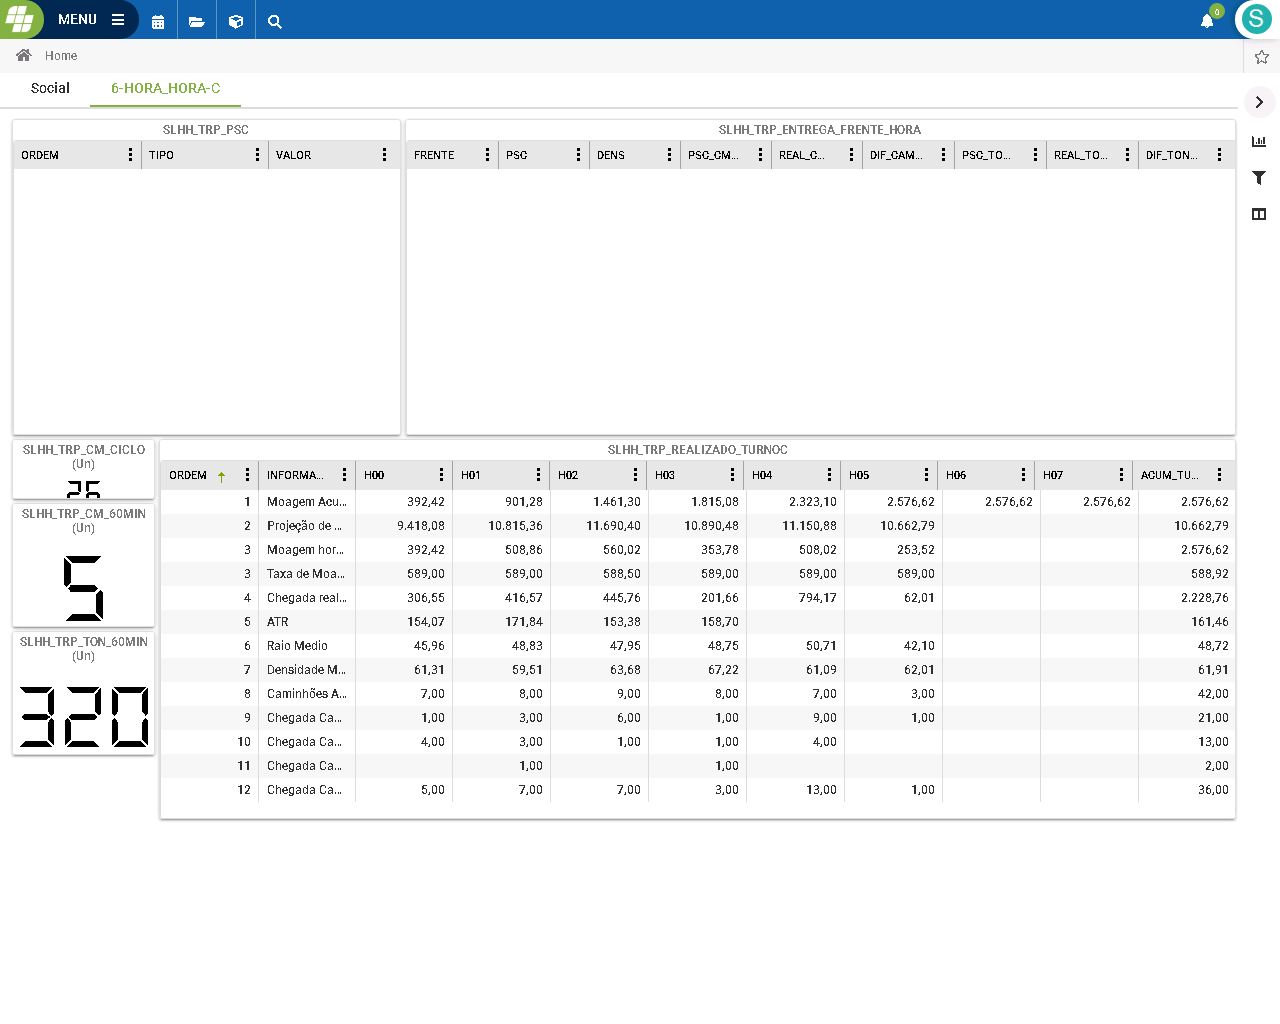 MENU
0
S
Home
Social 6-HORA_HORA-C
SLHH_TRP_PSC
ORDEM TIPO VALOR
SLHH_TRP_ENTREGA_FRENTE_HORA
FRENTE PSC DENS PSC_CM... REAL_C... DIF_CAM... PSC_TO... REAL_TO... DIF_TON...
SLHH_TRP_CM_CICLO
(Un)
SLHH_TRP_CM_60MIN
(Un)
5
SLHH_TRP_TON_60MIN
(Un)
320
SLHH_TRP_REALIZADO_TURNOC
ORDEM INFORMA... H00 H01 H02 H03 H04 H05 H06 H07 ACUM_TU...
1 Moagem Acu... 392,42 901,28 1.461,30 1.815,08 2.323,10 2.576,62 2.576,62 2.576,62 2.576,62
2 Projeção de ... 9.418,08 10.815,36 11.690,40 10.890,48 11.150,88 10.662,79 10.662,79
3 Moagem hor... 392,42 508,86 560,02 353,78 508,02 253,52 2.576,62
3 Taxa de Moa... 589,00 589,00 588,50 589,00 589,00 589,00 588,92
4 Chegada real... 306,55 416,57 445,76 201,66 794,17 62,01 2.228,76
5 ATR 154,07 171,84 153,38 158,70 161,46
6 Raio Medio 45,96 48,83 47,95 48,75 50,71 42,10 48,72
7 Densidade M... 61,31 59,51 63,68 67,22 61,09 62,01 61,91
8 Caminhões A... 7,00 8,00 9,00 8,00 7,00 3,00 42,00
9 Chegada Ca... 1,00 3,00 6,00 1,00 9,00 1,00 21,00
10 Chegada Ca... 4,00 3,00 1,00 1,00 4,00 13,00
11 Chegada Ca... 1,00 1,00 2,00
12 Chegada Ca... 5,00 7,00 7,00 3,00 13,00 1,00 36,00